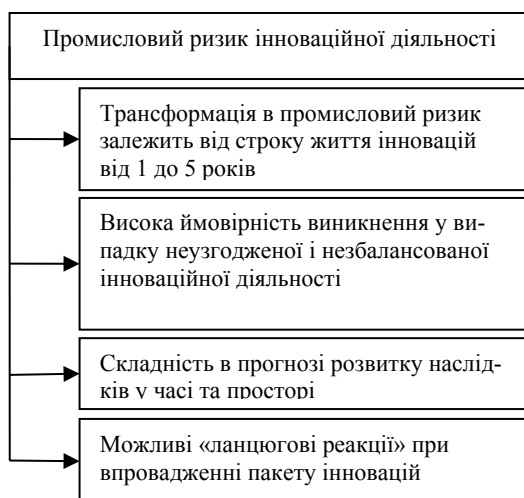 Промисловий ризик інноваційної діяльності
Трансформація в промисловий ризик
залежить від строку життя інновацій
від 1 до 5 років
Висока ймовірність виникнення у ви-
падку неузгодженої і незбалансованої
інноваційної діяльності
Складність в прогнозі розвитку наслід-
ків у часі та просторі
Можливі «ланцюгові реакції» при
впровадженні пакету інновацій